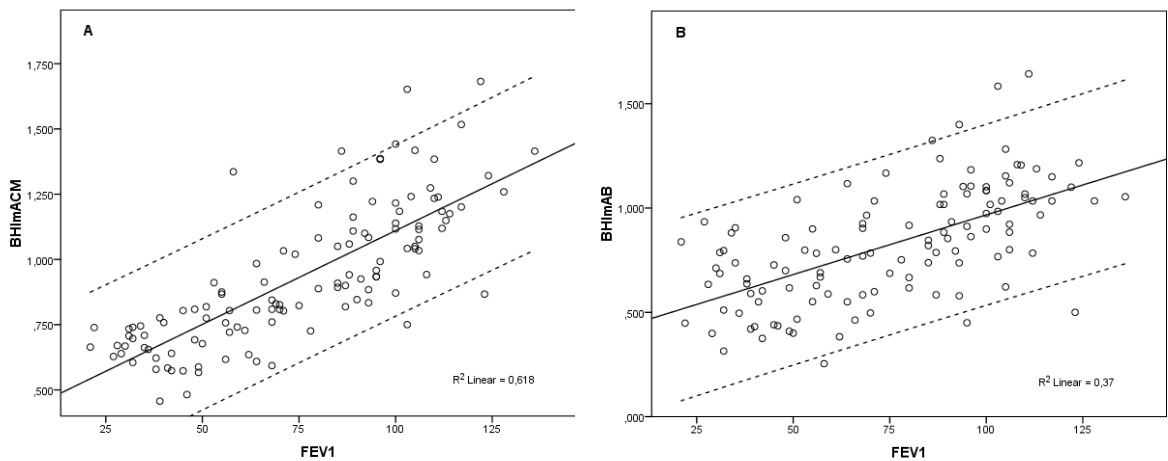 A
BHImACM
1,750
1,500
1,250
1,000
,750
,500
R2 Linear = 0,618
25 50 75 100 125
FEV1
B
BHImAB
1,500
1,000
,500
,000
R2 Linear = 0,37
25 50 75 100 125
FEV1